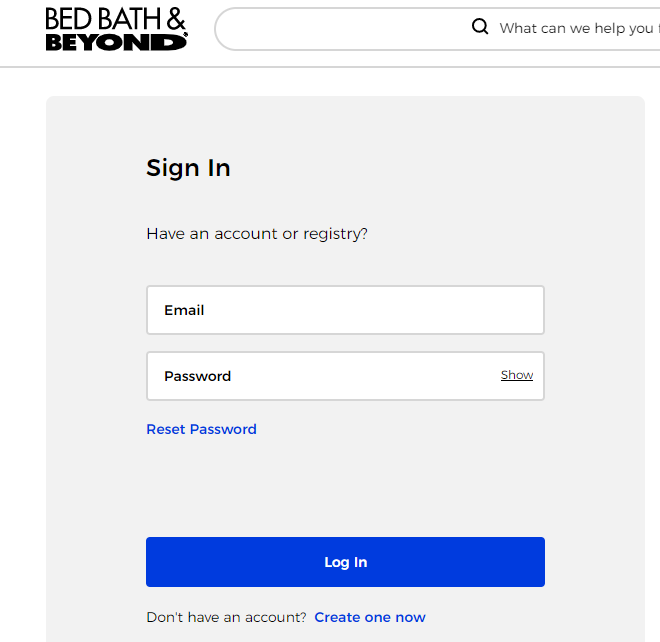 BED BATH &
BEYOND
What can we help you
Sign In
Have an account or registry?
Email
Password Show
Reset Password
Log In
Don't have an account? Create one now